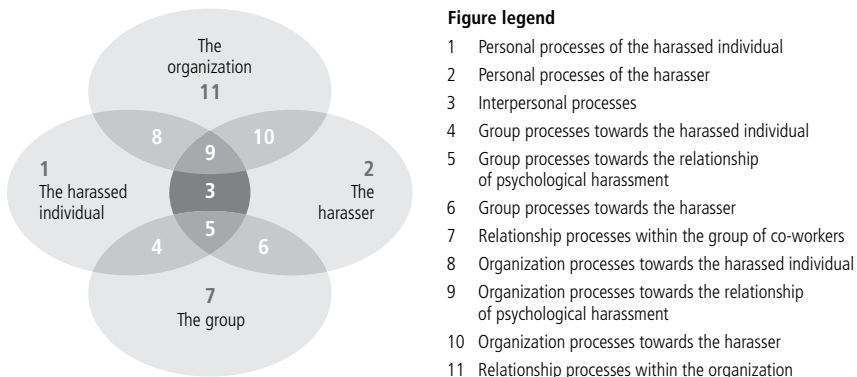 The
organization
11
8
10
9
1
The harassed
individual
3
2
The
harasser
5
4
6
7
The group
Figure legend
1 Personal processes of the harassed individual
2 Personal processes of the harasser
3 Interpersonal processes
4 Group processes towards the harassed individual
5 Group processes towards the relationship
of psychological harassment
6 Group processes towards the harasser
7 Relationship processes within the group of co-workers
8 Organization processes towards the harassed individual
9 Organization processes towards the relationship
of psychological harassment
10 Organization processes towards the harasser
11 Relationship processes within the organization